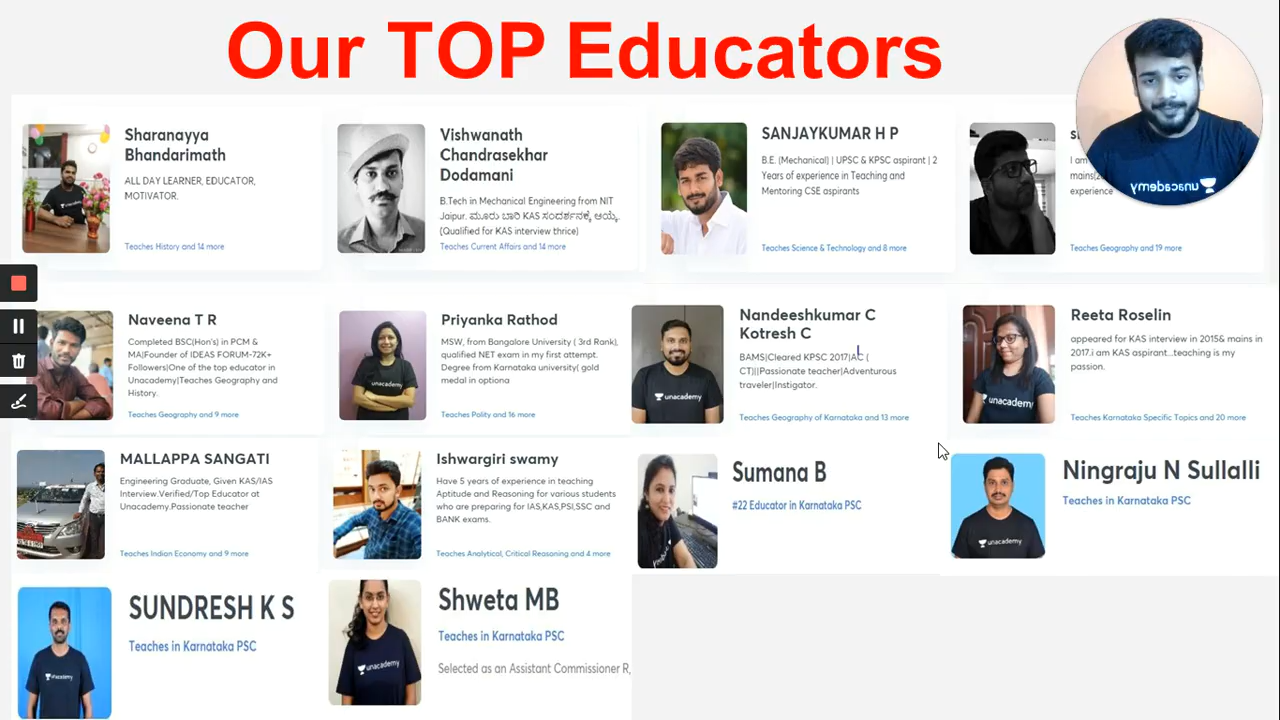 Our TOP Educators
Sharanayya
Bhandarimath
ALL DAY LEARNER, EDUCATOR,
MOTIVATOR.
Teaches History and 14 more
Vishwanath
Chandrasekhar
Dodamani
B.Tech in Mechanical Engineering from NIT
Jaipur. ಮೂರು ಬಾರಿ KAS ಸಂದರ್ಶನಕ್ಕೆ ಆಯ್ಕೆ.
(Qualified for KAS interview thrice)
Teaches Current Affairs and 14 more
SANJAYKUMAR H P
B.E. (Mechanical) | UPSC & KPSC aspirant | 2
Years of experience in Teaching and
Mentoring CSE aspirants
Teaches Science & Technology and 8 more
I am
experience
Teaches Geography and 19 more
unacademy
Naveena T R
Completed BSC(Hon's) in PCM &
MA|Founder of IDEAS FORUM-72K+
Followers|One of the top educator in
Unacademy|Teaches Geography and
History.
Teaches Geography and 9 more
Priyanka Rathod
MSW, from Bangalore University ( 3rd Rank),
qualified NET exam in my first attempt.
Degree from Karnataka university( gold
medal in optiona
Teaches Polity and 16 more
unacademy
Nandeeshkumar C
Kotresh C
BAMS|Cleared KPSC 2017|AC (
CT)||Passionate teacher|Adventurous
traveler|Instigator.
Teaches Geography of Karnataka and 13 more
unacademy
Reeta Roselin
appeared for KAS interview in 2015& mains in
2017.i am KAS aspirant...teaching is my
passion.
Teaches Karnataka Specific Topics and 20 more
unacademy
MALLAPPA SANGATI
Engineering Graduate, Given KAS/IAS
Interview.Verified/Top Educator at
Unacademy.Passionate teacher
Teaches Indian Economy and 9 more
Ishwargiri swamy
Have 5 years of experience in teaching
Aptitude and Reasoning for various students
who are preparing for IAS,KAS,PSI,SSC and
BANK exams.
Teaches Analytical, Critical Reasoning and 4 more
Sumana B
#22 Educator in Karnataka PSC
Ningraju N Sullalli
Teaches in Karnataka PSC
unacademy
SUNDRESH K S
Teaches in Karnataka PSC
unacademy
Shweta MB
Teaches in Karnataka PSC
Selected as an Assistant Commissioner R,
unacademy